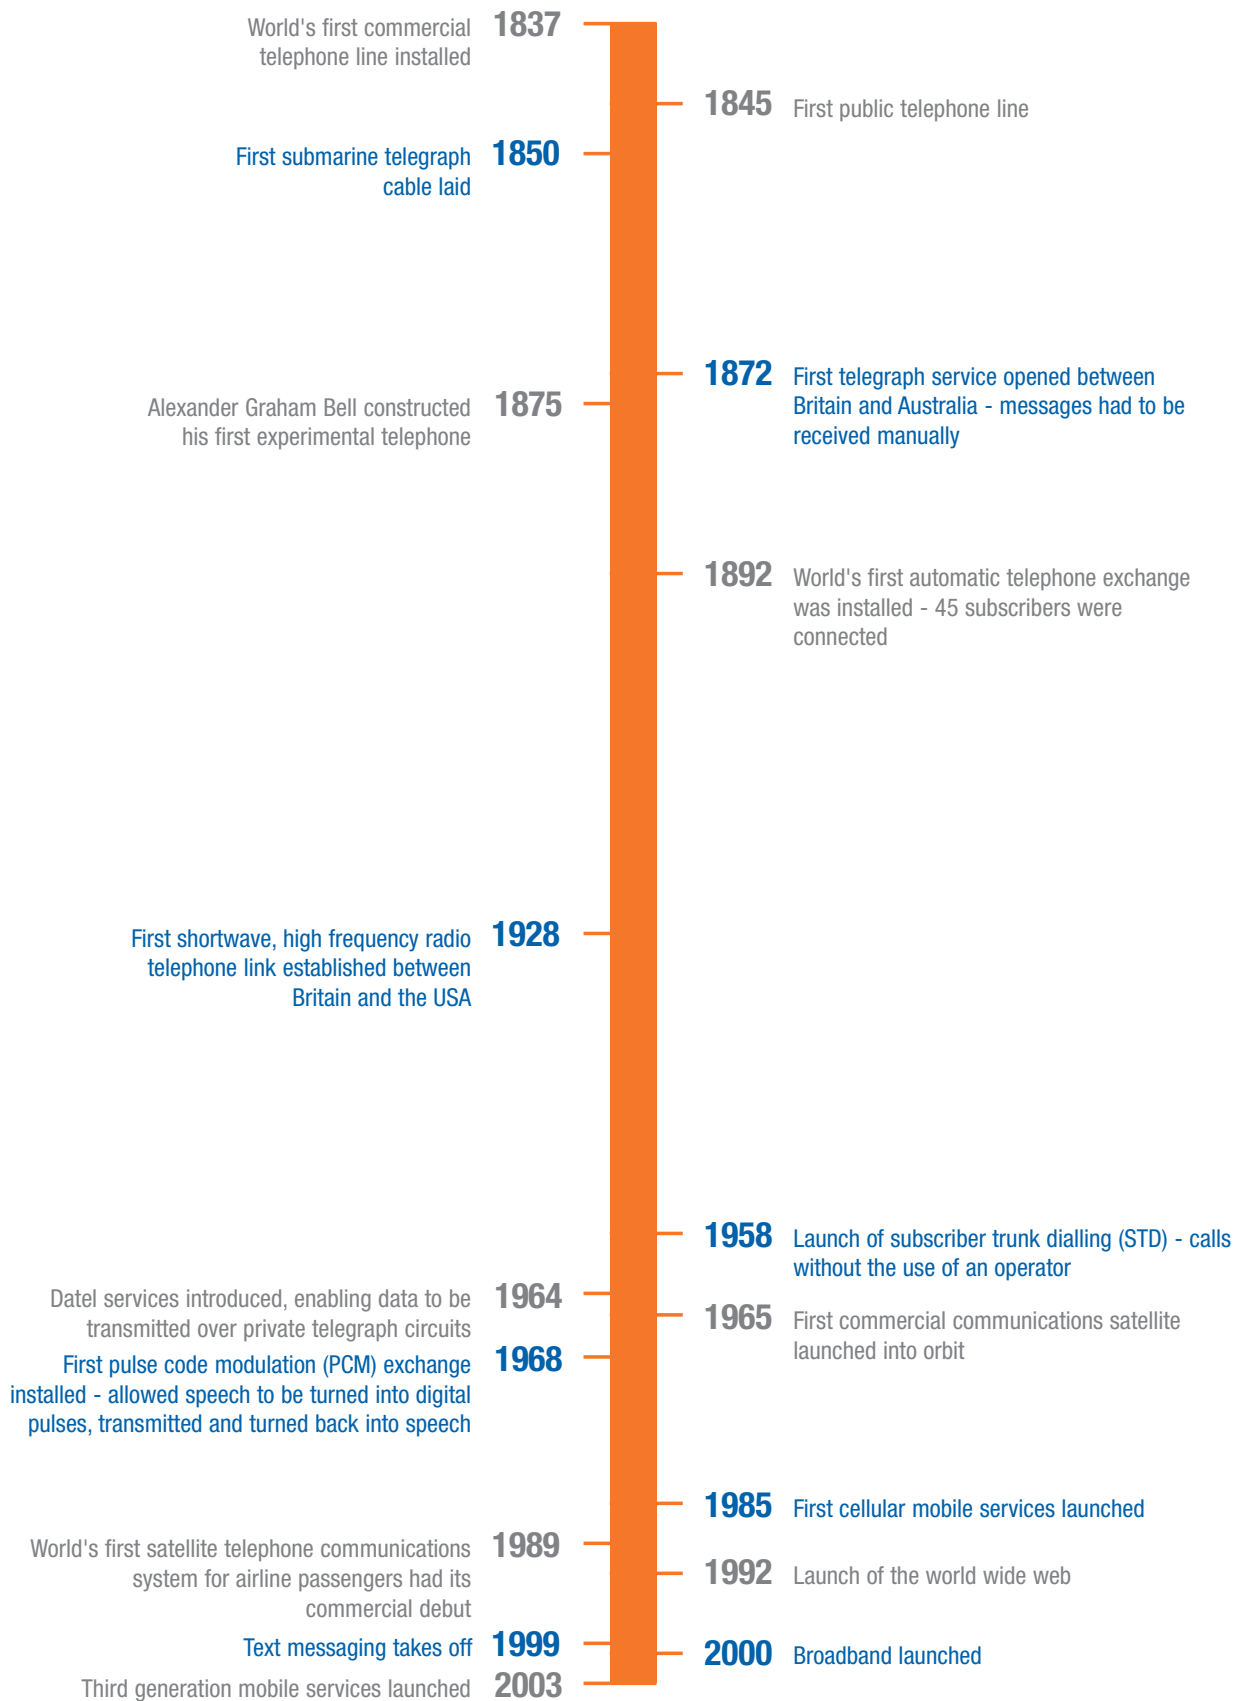 1837
World's first commercial
telephone line installed
1845
First public telephone line
1850
First submarine telegraph
cable laid
1872
First telegraph service opened between
Britain and Australia - messages had to be
received manually
1875
Alexander Graham Bell constructed
his first experimental telephone
1892
World's first automatic telephone exchange
was installed - 45 subscribers were
connected
1928
First shortwave, high frequency radio
telephone link established between
Britain and the USA
1958
Launch of subscriber trunk dialling (STD) - calls
without the use of an operator
1964
Datel services introduced, enabling data to be
transmitted over private telegraph circuits
1965
First commercial communications satellite
launched into orbit
1968
First pulse code modulation (PCM) exchange
installed - allowed speech to be turned into digital
pulses, transmitted and turned back into speech
1985
First cellular mobile services launched
1989
World's first satellite telephone communications
system for airline passengers had its
commercial debut
1992
Launch of the world wide web
1999
Text messaging takes off
2000
Broadband launched
2003
Third generation mobile services launched